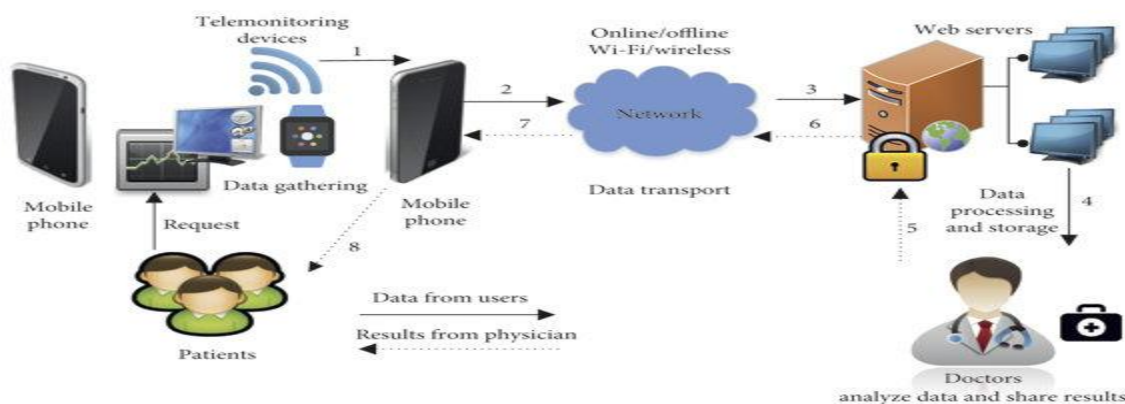 Telemonitoring
devices
1
Online/offline
Wi-Fi/wireless
Web servers
2
Network
3
7
6
Data gathering
Mobile
phone
Request
Mobile
phone
Data transport
Data
processing
and storage
4
5
8
Data from users
Results from physician
Patients
Doctors
analyze data and share results